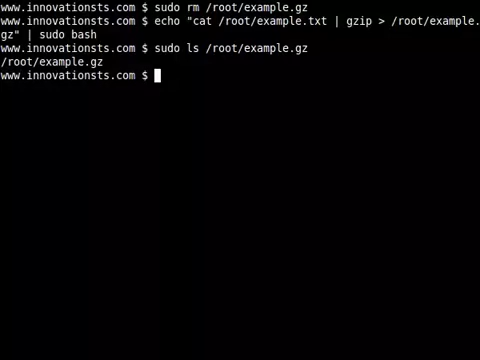 www.innovationsts.com $ sudo rm /root/example.gz
www.innovationsts.com $ echo "cat /root/example.txt | gzip > /root/example.
gz" | sudo bash
www.innovationsts.com $ sudo ls /root/example.gz
/root/example.gz
www.innovationsts.com $